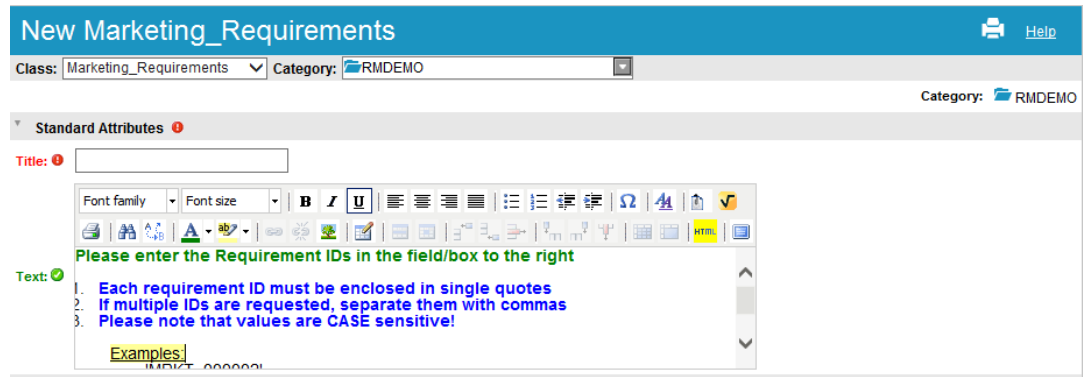 New Marketing_Requirements
Help
Class: Marketing_Requirements Category: RMDEMO
Category: RMDEMO
Standard Attributes
Title:
Font family Font size B I U Ω A
A ab HTML
Text:
Please enter the Requirement IDs in the field/box to the right
1. Each requirement ID must be enclosed in single quotes
2. If multiple IDs are requested, separate them with commas
3. Please note that values are CASE sensitive!
Examples:
'MRKT_000002'